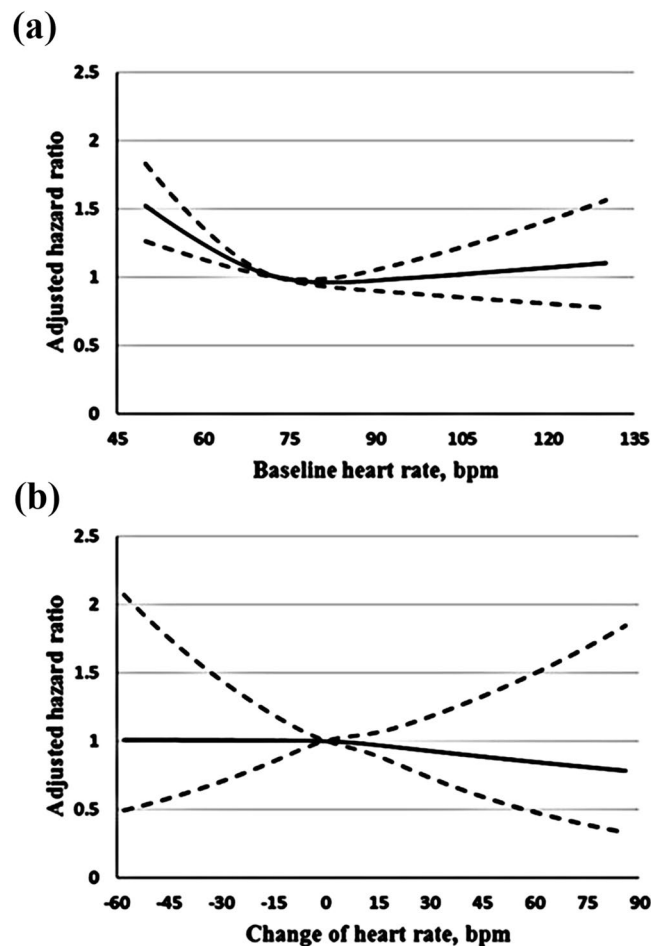 (a)
Adjusted hazard ratio
2.5
2
1.5
1
0.5
0
45 60 75 90 105 120 135
Baseline heart rate, bpm
(b)
Adjusted hazard ratio
2.5
2
1.5
1
0.5
0
-60 -45 -30 -15 0 15 30 45 60 75 90
Change of heart rate, bpm